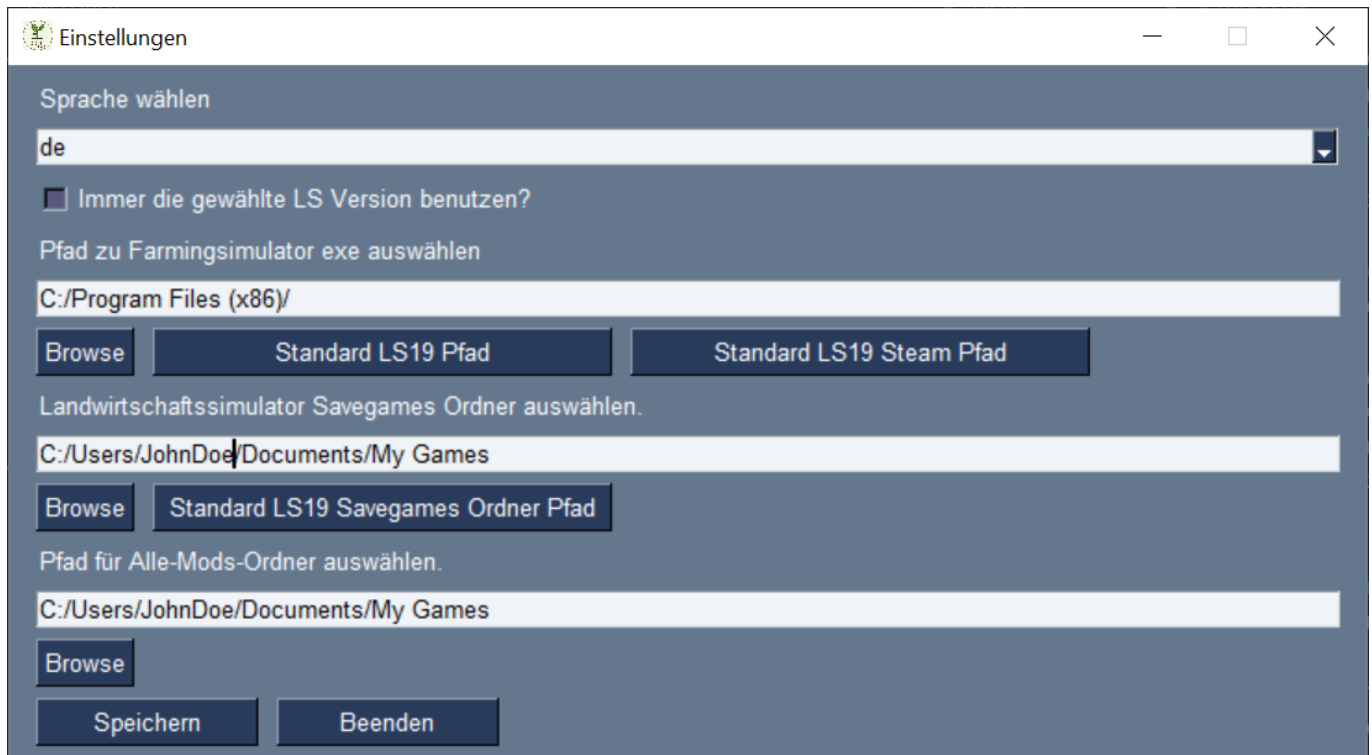 Einstellungen
Sprache wählen
de
Immer die gewählte LS Version benutzen?
Pfad zu Farmingsimulator exe auswählen
C:/Program Files (x86)/
Browse Standard LS19 Pfad Standard LS19 Steam Pfad
Landwirtschaftssimulator Savegames Ordner auswählen.
C:/Users/JohnDoe/Documents/My Games
Browse Standard LS19 Savegames Ordner Pfad
Pfad für Alle-Mods-Ordner auswählen.
C:/Users/JohnDoe/Documents/My Games
Browse
Speichern Beenden